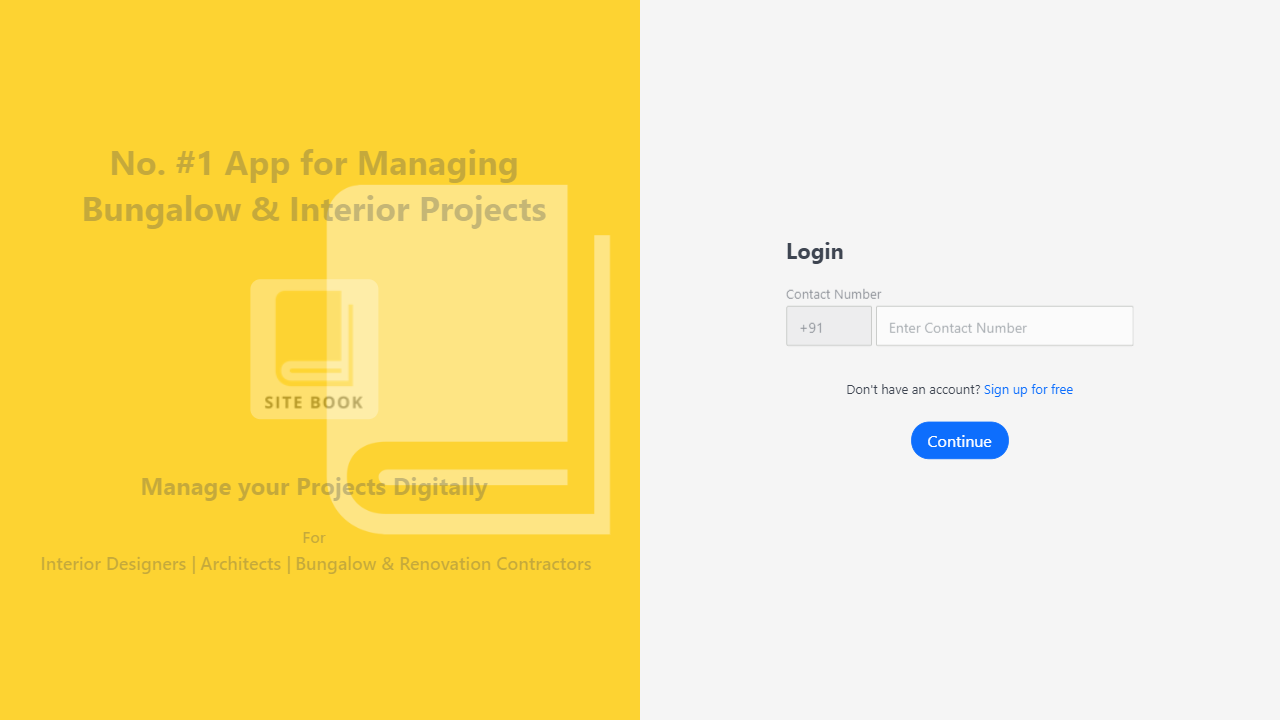 No. #1 App for Managing
Bungalow & Interior Projects
SITE BOOK
Manage your Projects Digitally
For
Interior Designers | Architects | Bungalow & Renovation Contractors
Login
Contact Number
+91
Enter Contact Number
Don't have an account? Sign up for free
Continue